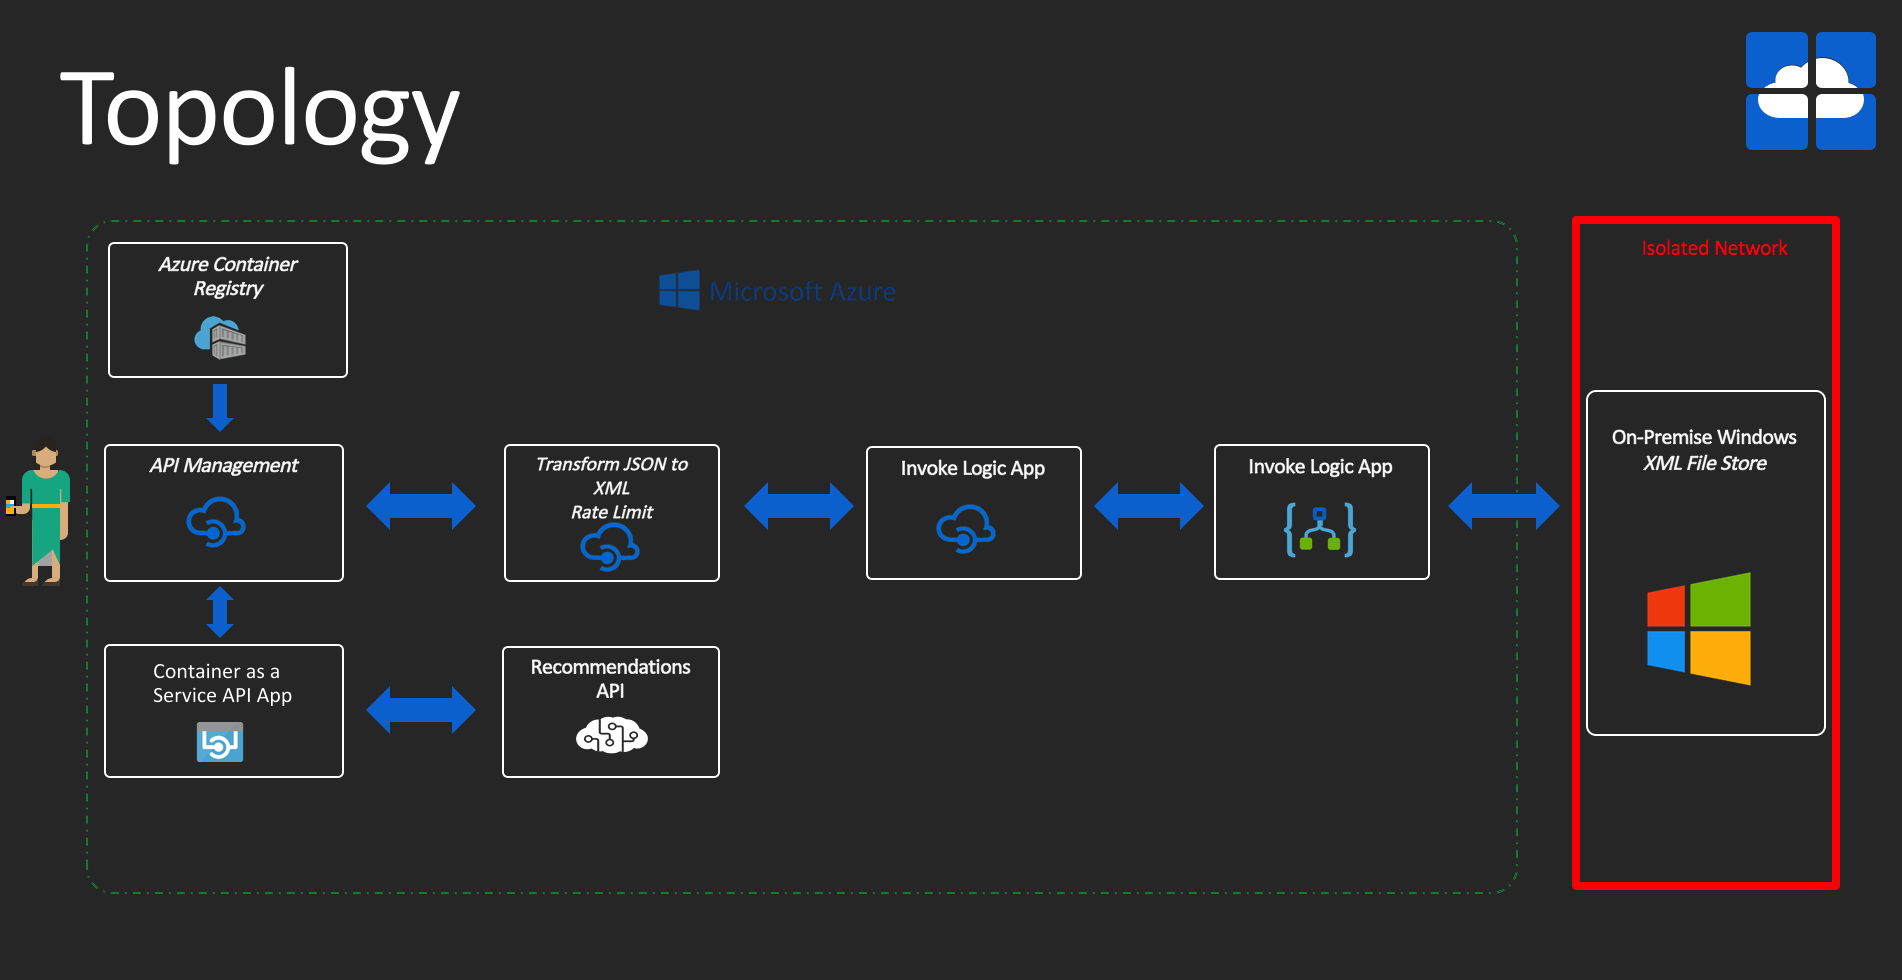 Topology
Azure Container
Registry
Microsoft Azure
Isolated Network
API Management
Transform JSON to
XML
Rate Limit
Invoke Logic App
Invoke Logic App
On-Premise Windows
XML File Store
Container as a
Service API App
Recommendations
API